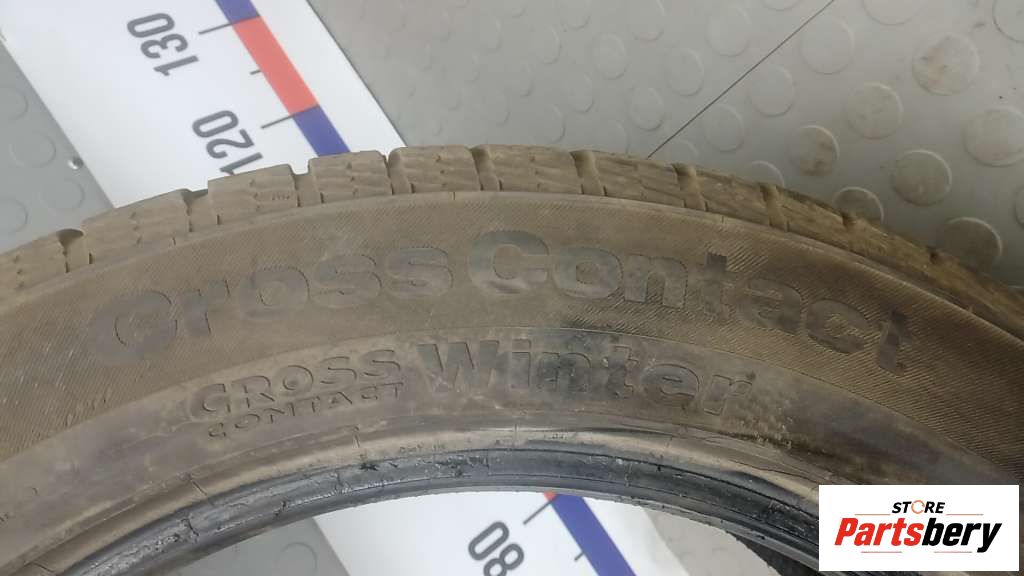 130
120
CrossContact
CROSS
CONTACT
Winter
80
STORE
Partsbery